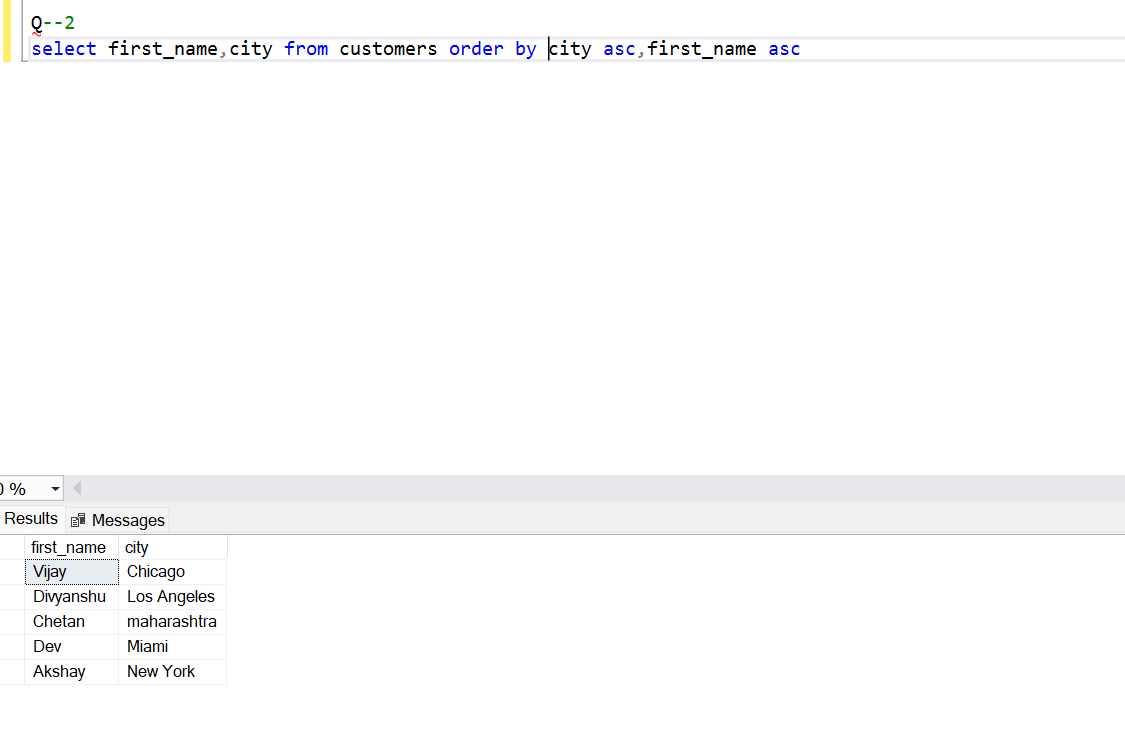 Q--2
select first_name,city from customers order by city asc,first_name asc
%
Results Messages
first_name city
Vijay Chicago
Divyanshu Los Angeles
Chetan maharashtra
Dev Miami
Akshay New York